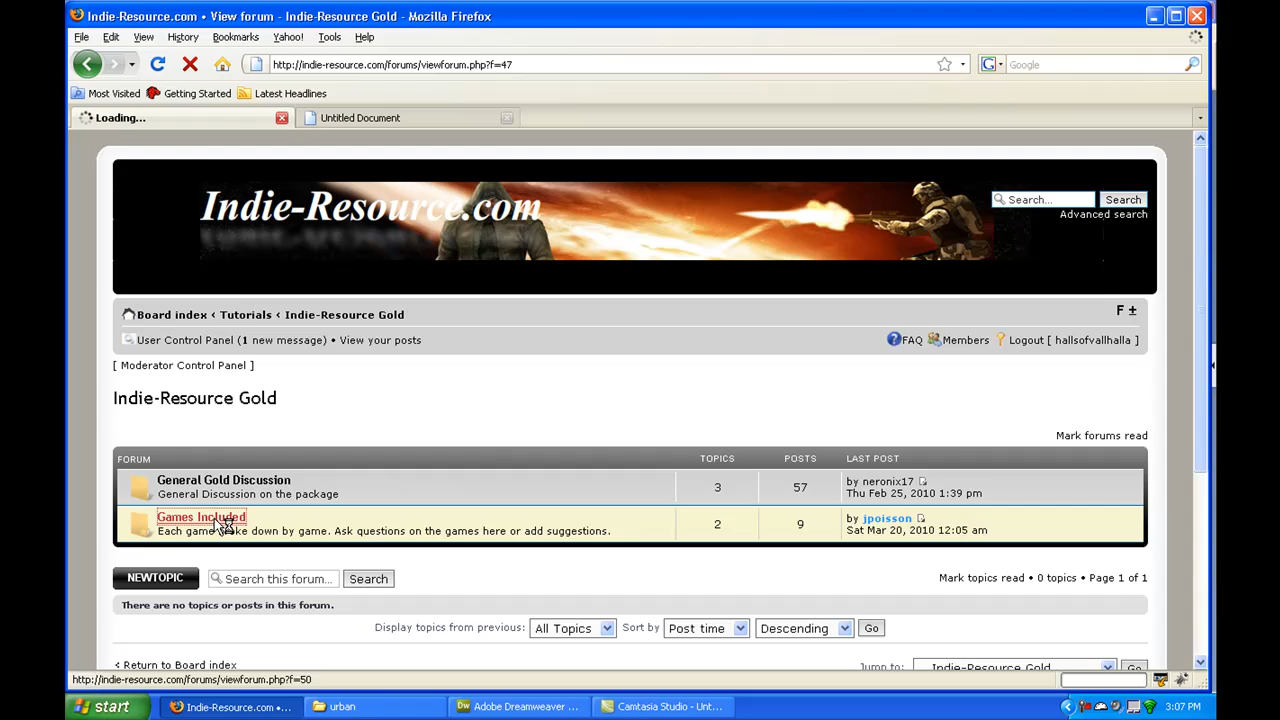 Indie-Resource.com • View forum - Indie-Resource Gold - Mozilla Firefox
File Edit View History Bookmarks Yahoo! Tools Help
http://indie-resource.com/forums/viewforum.php?f=47
G Google
Most Visited Getting Started Latest Headlines
Loading... Untitled Document
Indie-Resource.com
Search... Search
Advanced search
Board index ‹ Tutorials ‹ Indie-Resource Gold
F ±
User Control Panel (1 new message) • View your posts
FAQ Members Logout [ hallsofvallhalla ]
[ Moderator Control Panel ]
Indie-Resource Gold
Mark forums read
FORUM TOPICS POSTS LAST POST
General Gold Discussion
General Discussion on the package
3 57
by neronix17
Thu Feb 25, 2010 1:39 pm
Games Included
Each game down by game. Ask questions on the games here or add suggestions.
2 9
by jpoisson
Sat Mar 20, 2010 12:05 am
NEWTOPIC Search this forum... Search
Mark topics read • 0 topics • Page 1 of 1
There are no topics or posts in this forum.
Display topics from previous: All Topics Sort by Post time Descending Go
‹ Return to Board index
Jump to: Indie-Resource Gold Go
http://indie-resource.com/forums/viewforum.php?f=50
start Indie-Resource.com •... urban Adobe Dreamweaver ... Camtasia Studio - Unt... 3:07 PM